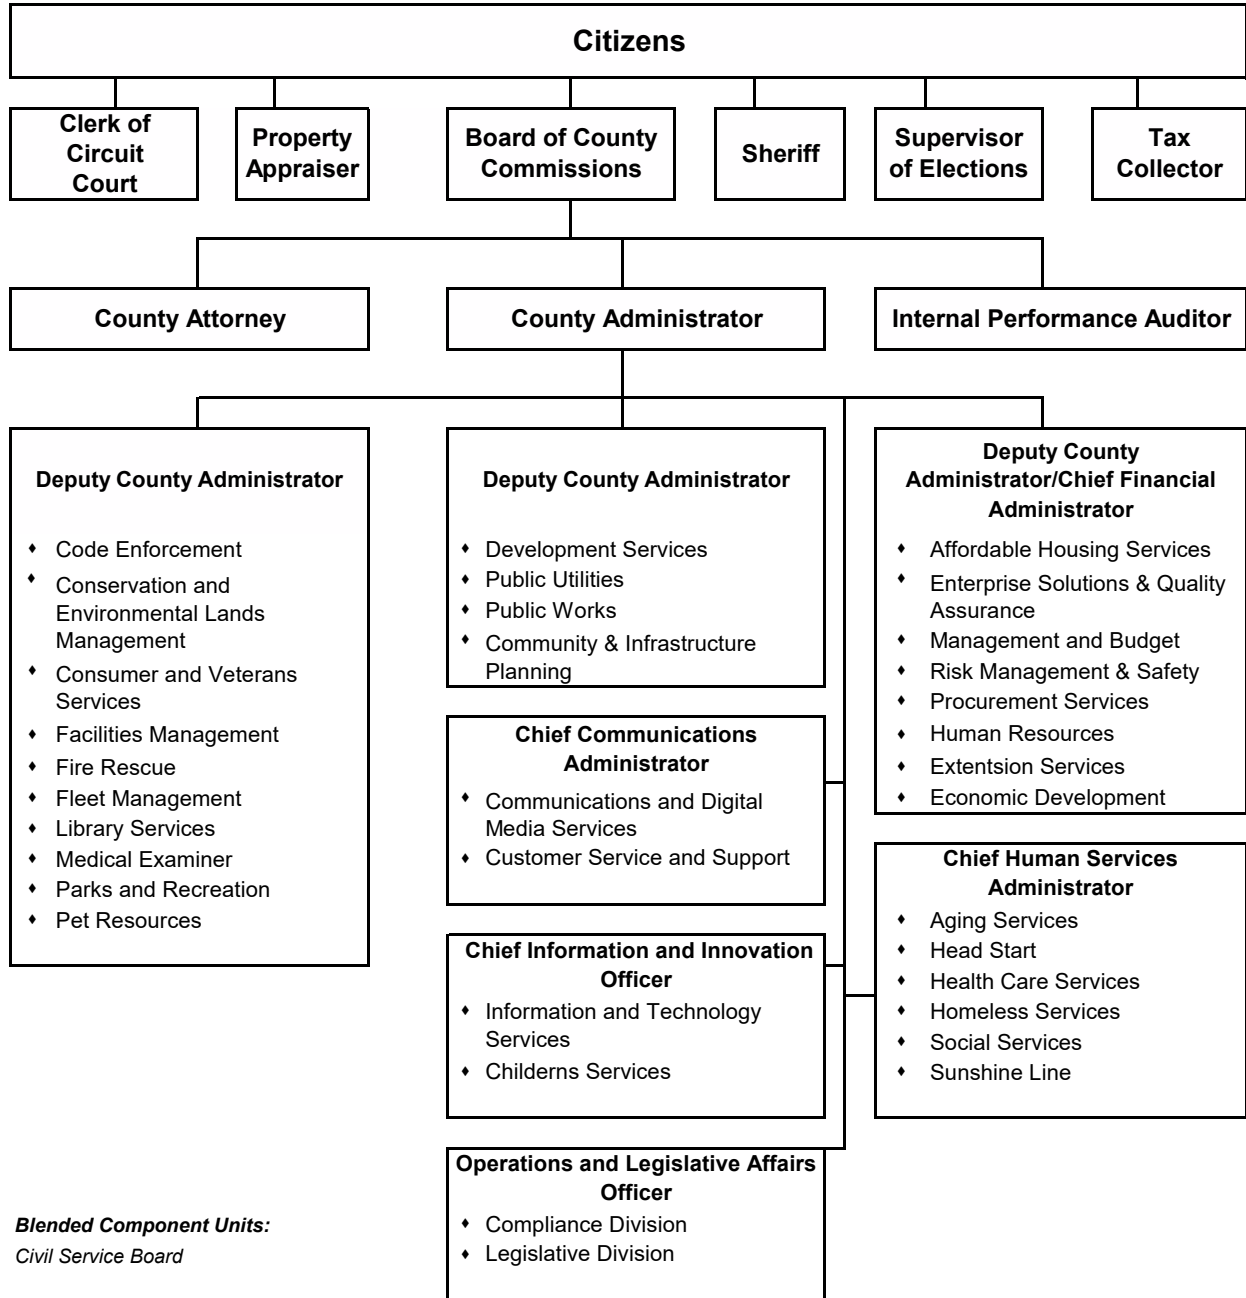 Citizens
Clerk of
Circuit
Court
Property
Appraiser
Board of County
Commissions
Sheriff
Supervisor
of Elections
Tax
Collector
County Attorney
County Administrator
Internal Performance Auditor
Deputy County Administrator
♦ Code Enforcement
♦ Conservation and
Environmental Lands
Management
♦ Consumer and Veterans
Services
♦ Facilities Management
♦ Fire Rescue
♦ Fleet Management
♦ Library Services
♦ Medical Examiner
♦ Parks and Recreation
♦ Pet Resources
Deputy County Administrator
♦ Development Services
♦ Public Utilities
♦ Public Works
♦ Community & Infrastructure
Planning
Deputy County
Administrator/Chief Financial
Administrator
♦ Affordable Housing Services
♦ Enterprise Solutions & Quality
Assurance
♦ Management and Budget
♦ Risk Management & Safety
♦ Procurement Services
♦ Human Resources
♦ Extentsion Services
♦ Economic Development
Chief Communications
Administrator
♦ Communications and Digital
Media Services
♦ Customer Service and Support
Chief Human Services
Administrator
♦ Aging Services
♦ Head Start
♦ Health Care Services
♦ Homeless Services
♦ Social Services
♦ Sunshine Line
Chief Information and Innovation
Officer
♦ Information and Technology
Services
♦ Childerns Services
Operations and Legislative Affairs
Officer
♦ Compliance Division
♦ Legislative Division
Blended Component Units:
Civil Service Board